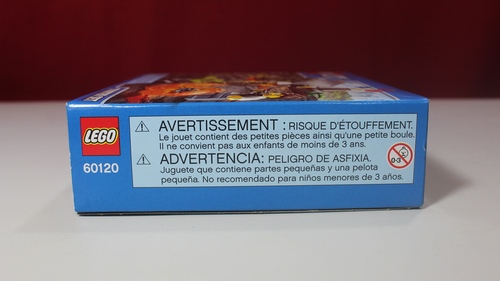 LEGO
60120
AVERTISSEMENT : RISQUE D'ÉTOUFFEMENT.
Le jouet contient des petites pièces ainsi qu'une petite boule.
Il ne convient pas aux enfants de moins de 3 ans.
ADVERTENCIA: PELIGRO DE ASFIXIA.
Juguete que contiene partes pequeñas y una pelota
pequeña. No recomendado para niños menores de 3 años.
0-3